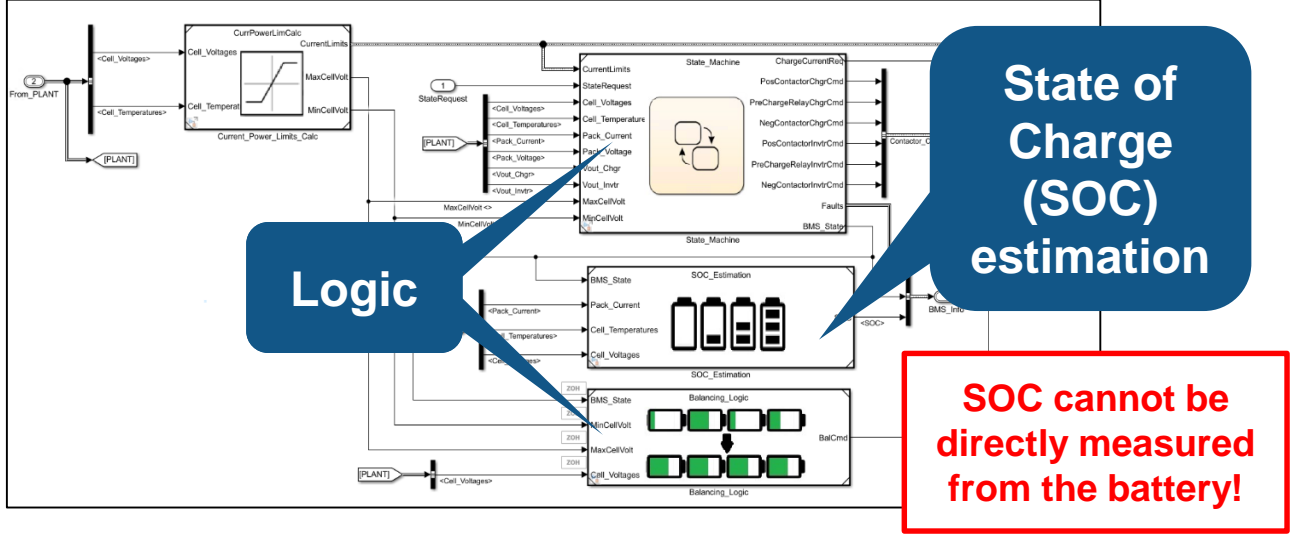 CurrPowerLimCalc
CurrentLimits
Cell_Voltages
<Cell_Voltages>
MaxCellVolt
2
From_PLANT
Cell_Temperat
<Cell_Temperatures>
MinCellVolt
Current_Power_Limits_Calc
[PLANT]
State_Machine
ChargeCurrentReq
CurrentLimits
1
StateRequest
StateRequest
PosContactorChgrCmd
<Cell_Voltages>
Cell_Voltages
PreChargeRelayChgrCmd
<Cell_Temperatures>
Cell_Temperature
NegContactorChgrCmd
[PLANT]
<Pack_Current>
Pack_Current
PosContactorInvtrCmd
Contactor_C
<Pack_Voltage>
Pack_Voltage
PreChargeRelayInvtrCmd
<Vout_Chgr>
Vout_Chgr
NegContactorInvtrCmd
<Vout_Invtr>
Vout_Invtr
MaxCellVolt <>
MaxCellVolt
Faults
MinCellVolt
MinCellVolt
BMS_State
State_Machine
State of
Charge
(SOC)
estimation
Logic
SOC_Estimation
BMS_State
<Pack_Current>
Pack_Current
Cell_Temperatures>
Cell_Temperatures
Cell_Voltages
<SOC>
BMS_Info
SOC_Estimation
ZOH
BMS_State
Balancing_Logic
MinCellVolt
ZOH
MaxCellVolt
BalCmd
ZOH
[PLANT]
<Cell_Voltages>
Cell_Voltages
Balancing_Logic
SOC cannot be
directly measured
from the battery!